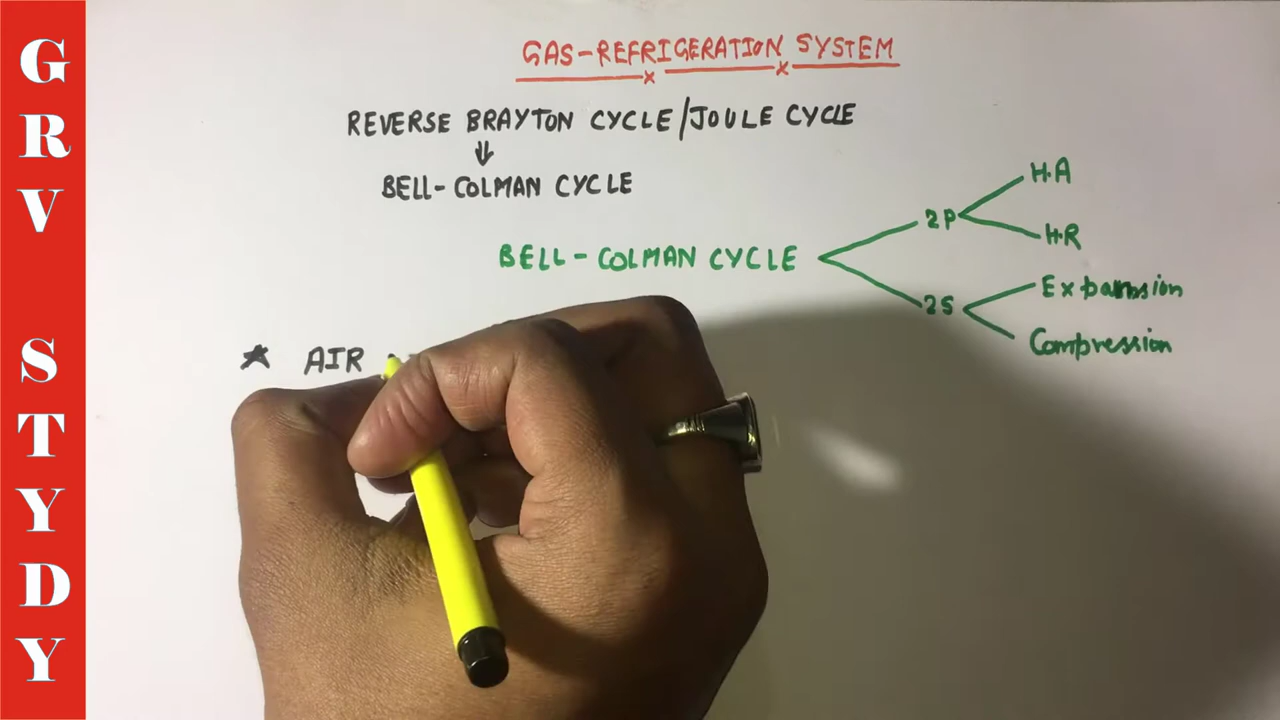 GRV STYDY
GAS-REFRIGERATION SYSTEM
REVERSE BRAYTON CYCLE/JOULE CYCLE
⇓
BELL-COLMAN CYCLE
BELL-COLMAN CYCLE
2P
H.A
H.R
2S
Expansion
Compression
★ AIR